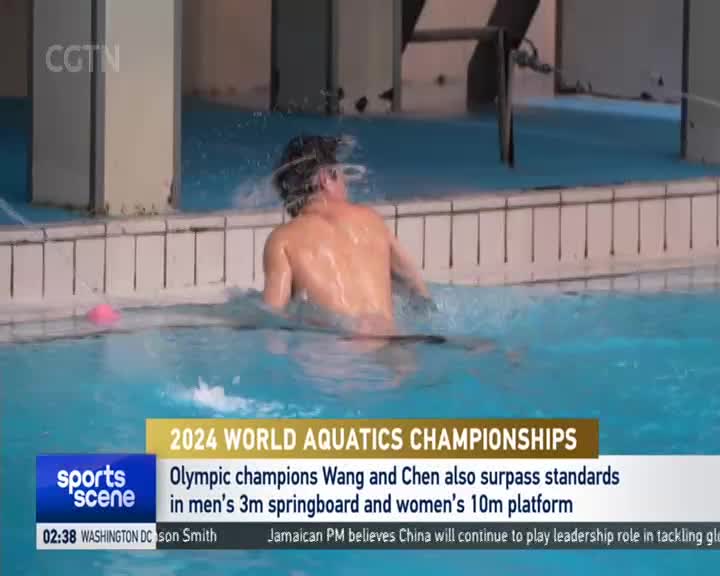 CGTN
2024 WORLD AQUATICS CHAMPIONSHIPS
Olympic champions Wang and Chen also surpass standards
in men's 3m springboard and women's 10m platform
sports
scene
02:38 WASHINGTON DC son Smith Jamaican PM believes China will continue to play leadership role in tackling